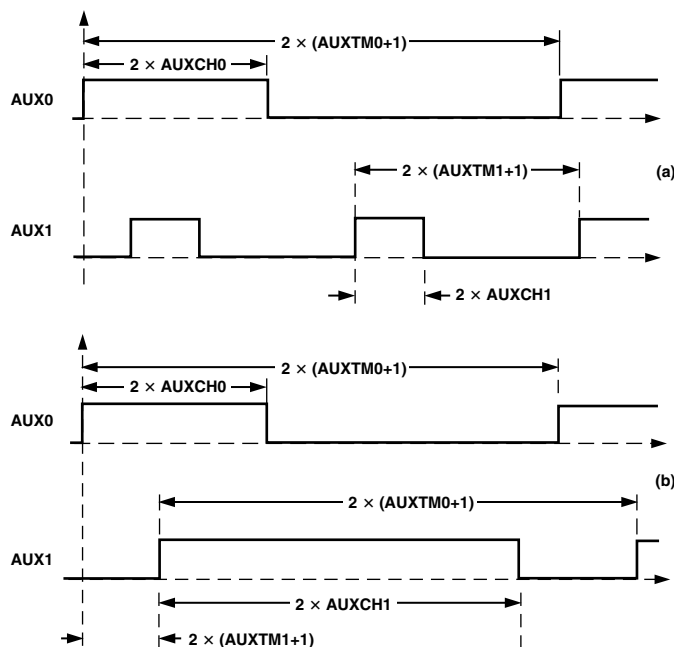 2 × (AUXTM0+1)
2 × AUXCH0
AUX0
2 × (AUXTM1+1)
(a)
AUX1
2 × AUXCH1
2 × (AUXTM0+1)
2 × AUXCH0
AUX0
(b)
2 × (AUXTM0+1)
AUX1
2 × AUXCH1
2 × (AUXTM1+1)